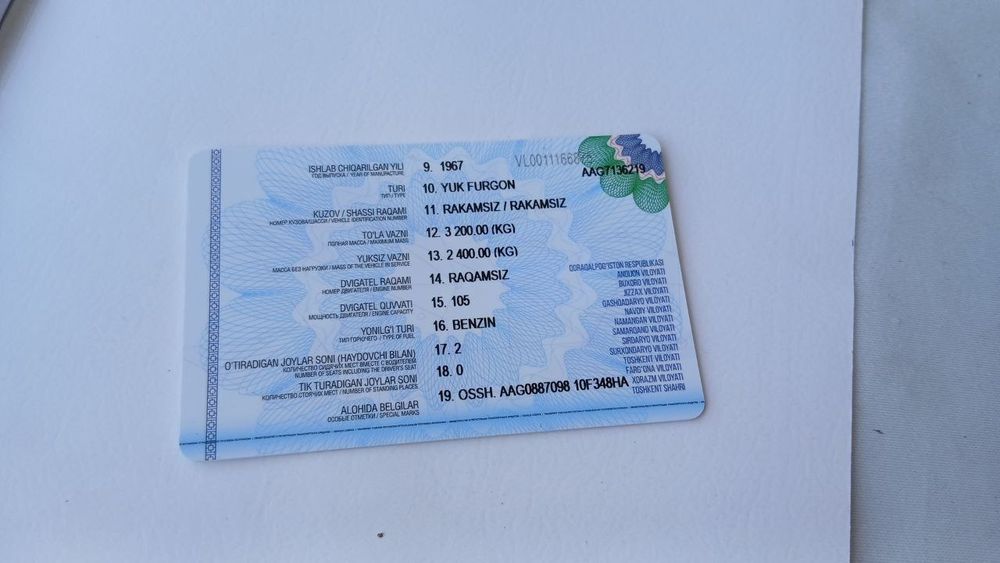 ISHLAB CHIQARILGAN YILI 9. 1967
ГОД ВЫПУСКА / YEAR OF MANUFACTURE
VL0011166
AAG7136219
TURI 10. YUK FURGON
ТИП / TYPE
KUZOV / SHASSI RAQAMI 11. RAKAMSIZ / RAKAMSIZ
НОМЕР КУЗОВА/ШАССИ / VEHICLE IDENTIFICATION NUMBER
TO'LA VAZNI 12. 3 200.00 (KG)
ПОЛНАЯ МАССА / MAXIMUM MASS
YUKSIZ VAZNI 13. 2 400.00 (KG)
МАССА БЕЗ НАГРУЗКИ / MASS OF THE VEHICLE IN SERVICE
DVIGATEL RAQAMI 14. RAQAMSIZ
НОМЕР ДВИГАТЕЛЯ / ENGINE NUMBER
DVIGATEL QUVVATI 15. 105
МОЩНОСТЬ ДВИГАТЕЛЯ / ENGINE CAPACITY
YONILG'I TURI 16. BENZIN
ТИП ГОРЮЧЕГО / TYPE OF FUEL
O'TIRADIGAN JOYLAR SONI (HAYDOVCHI BILAN) 17. 2
КОЛИЧЕСТВО СИДЯЧИХ МЕСТ ВМЕСТЕ С ВОДИТЕЛЕМ
NUMBER OF SEATS INCLUDING THE DRIVER'S SEAT
TIK TURADIGAN JOYLAR SONI 18. 0
КОЛИЧЕСТВО СТОЯЧИХ МЕСТ / NUMBER OF STANDING PLACES
ALOHIDA BELGILAR 19. OSSH. AAG0887098 10F348HA
ОСОБЫЕ ОТМЕТКИ / SPECIAL MARKS
QORAQALPOG'ISTON RESPUBLIKASI
ANDIJON VILOYATI
BUXORO VILOYATI
JIZZAX VILOYATI
QASHQADARYO VILOYATI
NAVOIY VILOYATI
NAMANGAN VILOYATI
SAMARQAND VILOYATI
SIRDARYO VILOYATI
SURXONDARYO VILOYATI
TOSHKENT VILOYATI
FARG'ONA VILOYATI
XORAZM VILOYATI
TOSHKENT SHAHRI